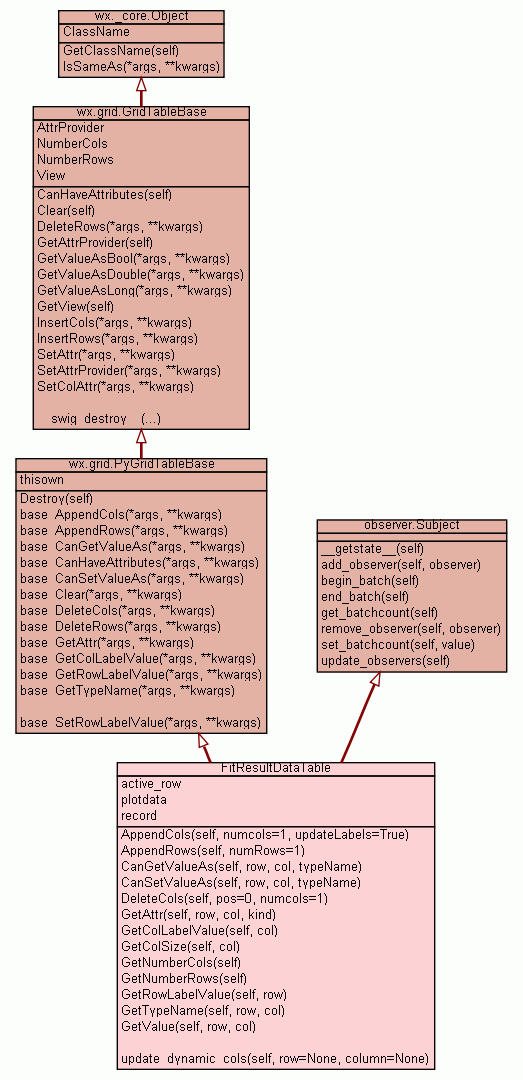 wx._core.Object
ClassName
GetClassName(self)
IsSameAs(*args, **kwargs)
wx.grid.GridTableBase
AttrProvider
NumberCols
NumberRows
View
CanHaveAttributes(self)
Clear(self)
DeleteRows(*args, **kwargs)
GetAttrProvider(self)
GetValueAsBool(*args, **kwargs)
GetValueAsDouble(*args, **kwargs)
GetValueAsLong(*args, **kwargs)
GetView(self)
InsertCols(*args, **kwargs)
InsertRows(*args, **kwargs)
SetAttr(*args, **kwargs)
SetAttrProvider(*args, **kwargs)
SetColAttr(*args, **kwargs)
__swig_destroy__(...)
wx.grid.PyGridTableBase
thisown
Destroy(self)
base_AppendCols(*args, **kwargs)
base_AppendRows(*args, **kwargs)
base_CanGetValueAs(*args, **kwargs)
base_CanHaveAttributes(*args, **kwargs)
base_CanSetValueAs(*args, **kwargs)
base_Clear(*args, **kwargs)
base_DeleteCols(*args, **kwargs)
base_DeleteRows(*args, **kwargs)
base_GetAttr(*args, **kwargs)
base_GetColLabelValue(*args, **kwargs)
base_GetRowLabelValue(*args, **kwargs)
base_GetTypeName(*args, **kwargs)
base_SetRowLabelValue(*args, **kwargs)
observer.Subject
__getstate__(self)
add_observer(self, observer)
begin_batch(self)
end_batch(self)
get_batchcount(self)
remove_observer(self, observer)
set_batchcount(self, value)
update_observers(self)
FitResultDataTable
active_row
plotdata
record
AppendCols(self, numcols=1, updateLabels=True)
AppendRows(self, numRows=1)
CanGetValueAs(self, row, col, typeName)
CanSetValueAs(self, row, col, typeName)
DeleteCols(self, pos=0, numcols=1)
GetAttr(self, row, col, kind)
GetColLabelValue(self, col)
GetColSize(self, col)
GetNumberCols(self)
GetNumberRows(self)
GetRowLabelValue(self, row)
GetTypeName(self, row, col)
GetValue(self, row, col)
update_dynamic_cols(self, row=None, column=None)